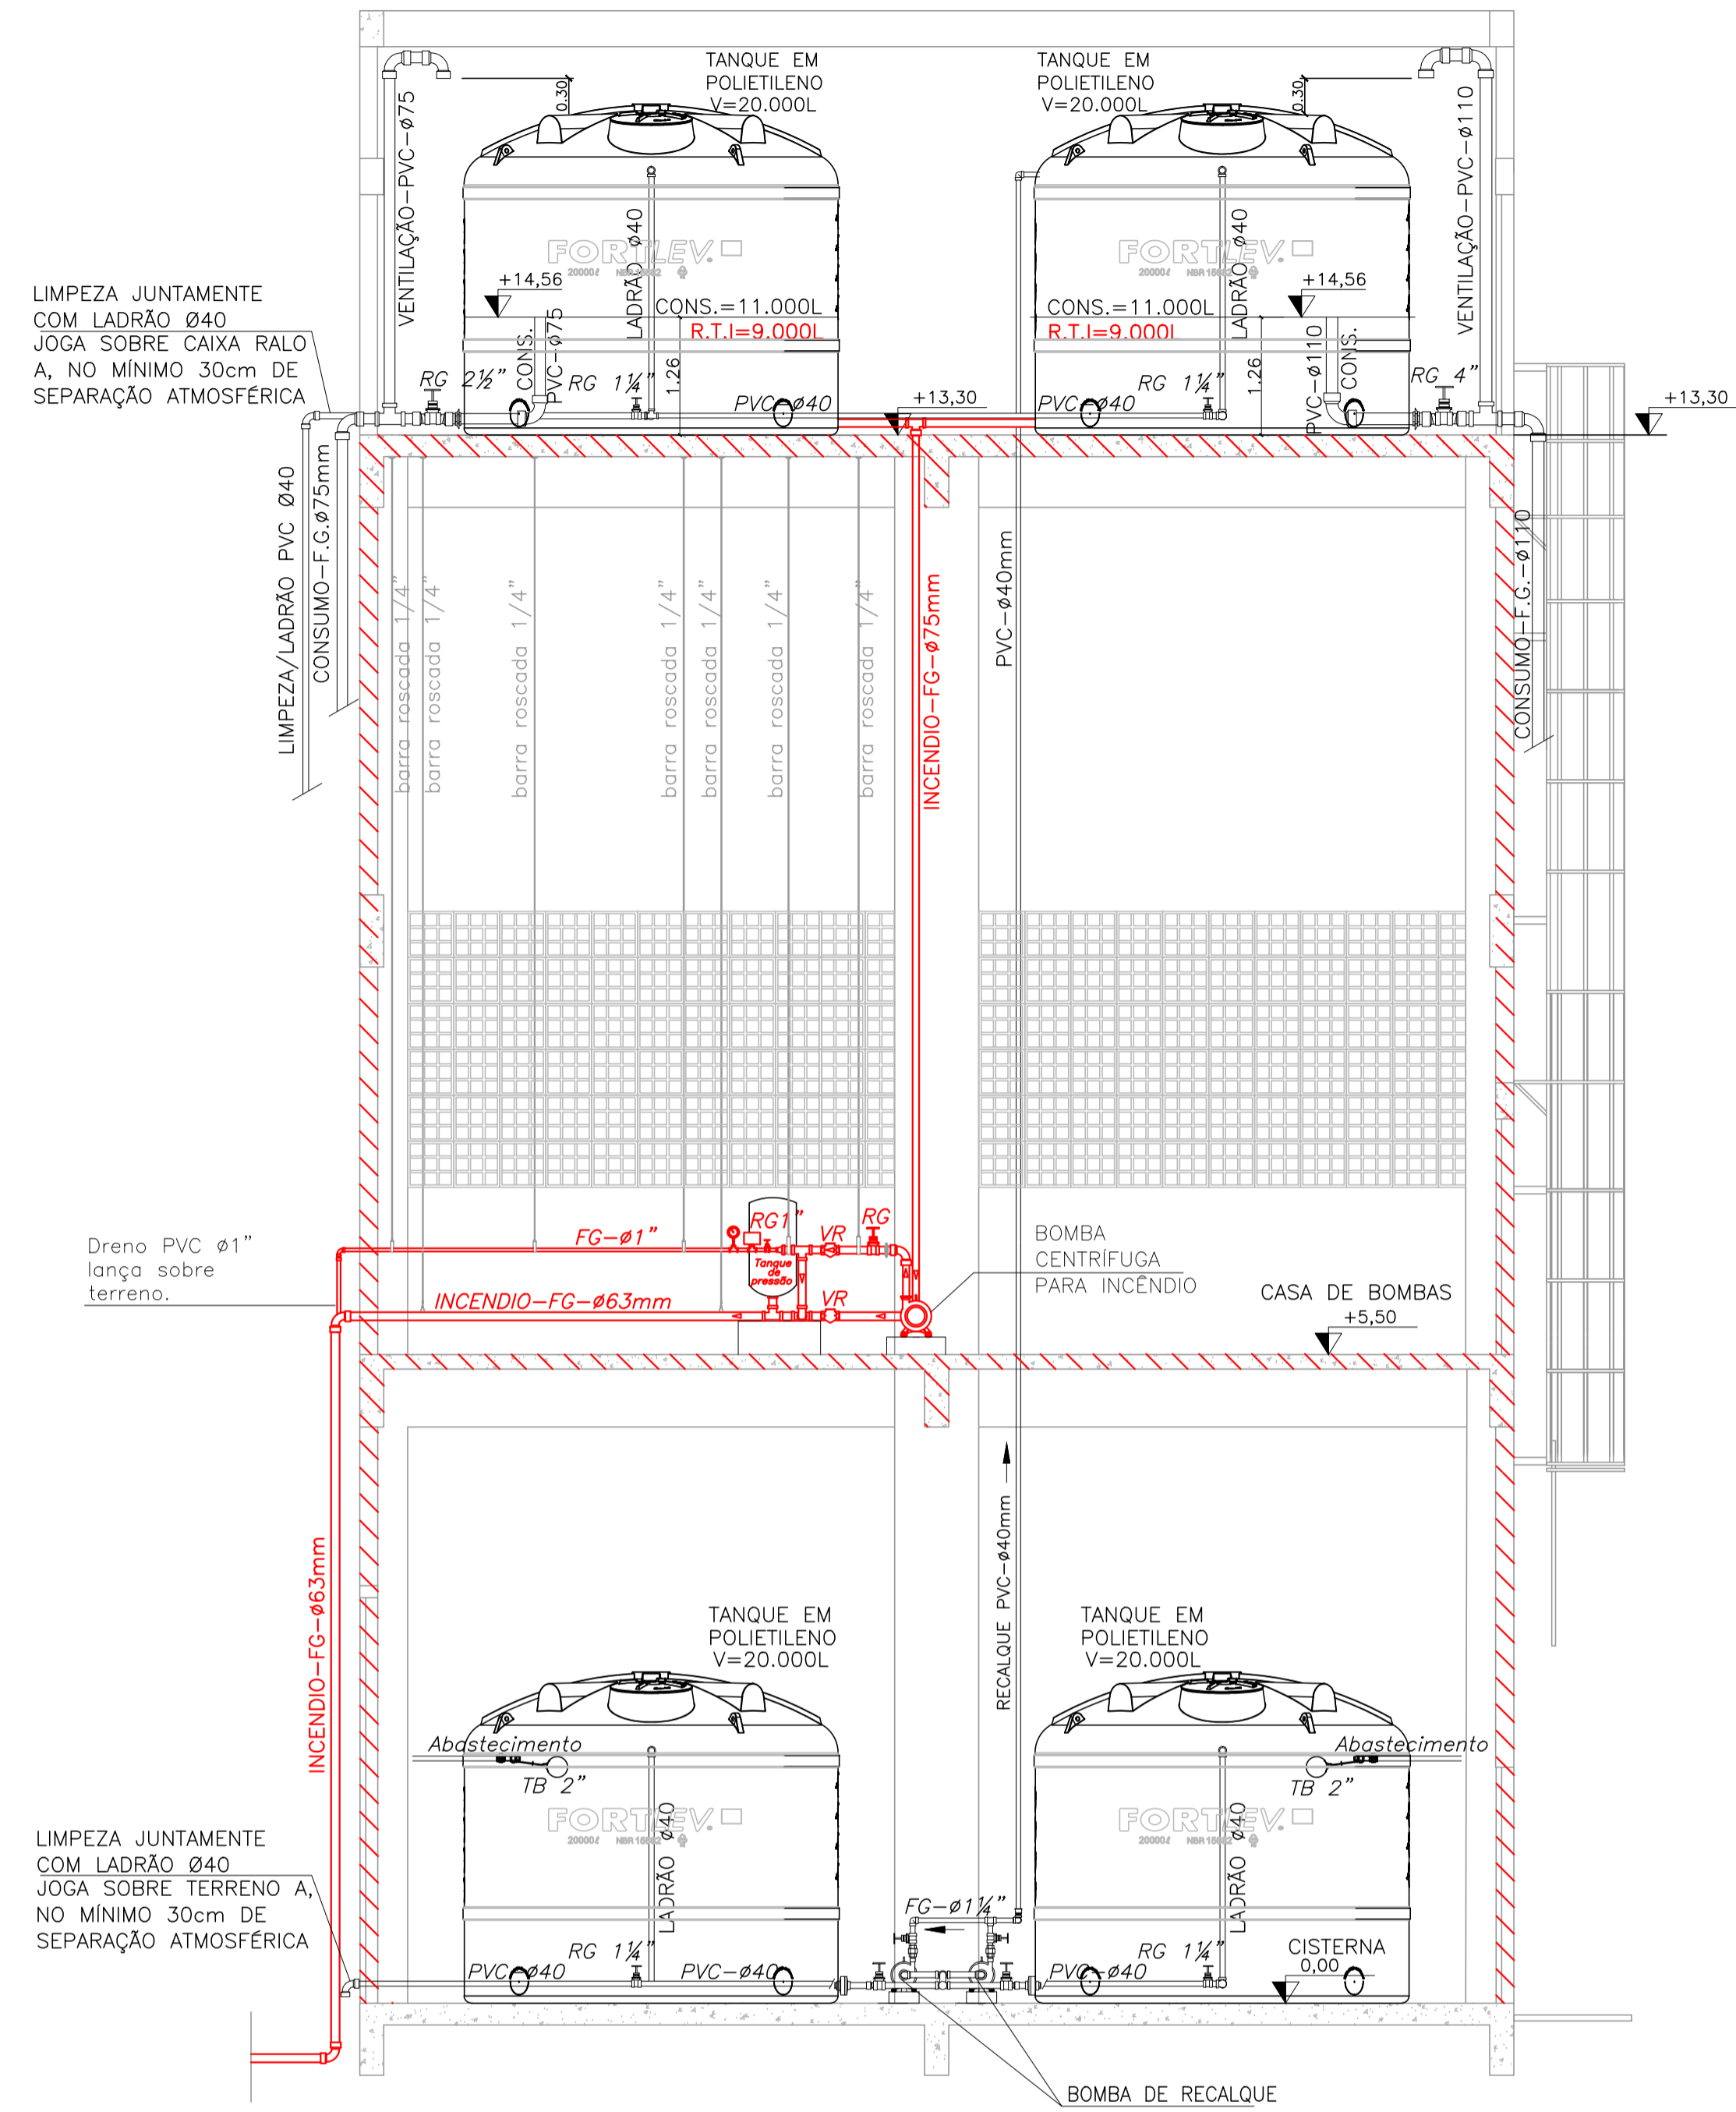 TANQUE EM
POLIETILENO
V=20.000L
TANQUE EM
POLIETILENO
V=20.000L
0.30
0.30
VENTILAÇÃO-PVC-ø75
VENTILAÇÃO-PVC-ø110
LADRÃO ø40
LADRÃO ø40
FORTLEV
20000ℓ
FORTLEV
20000ℓ
+14,56
+14,56
CONS.=11.000L
R.T.I=9.000L
CONS.=11.000L
R.T.I=9.000l
LIMPEZA JUNTAMENTE
COM LADRÃO Ø40
JOGA SOBRE CAIXA RALO
A, NO MÍNIMO 30cm DE
SEPARAÇÃO ATMOSFÉRICA
RG 2½"
CONS.
PVC-ø75
RG 1¼"
1.26
PVC-ø40
+13,30
PVC-ø40
RG 1¼"
1.26
PVC-ø110
CONS.
RG 4"
+13,30
LIMPEZA/LADRÃO PVC Ø40
CONSUMO-F.G.ø75mm
barra roscada 1/4"
barra roscada 1/4"
barra roscada 1/4"
barra roscada 1/4"
barra roscada 1/4"
barra roscada 1/4"
barra roscada 1/4"
INCENDIO-FG-ø75mm
PVC-ø40mm
CONSUMO-F.G.-ø110
Dreno PVC ø1"
lança sobre
terreno.
FG-ø1"
RG1"
VR
RG
Tanque
de
pressão
INCENDIO-FG-ø63mm
VR
BOMBA
CENTRÍFUGA
PARA INCÊNDIO
CASA DE BOMBAS
+5,50
INCENDIO-FG-ø63mm
RECALQUE PVC-ø40mm
TANQUE EM
POLIETILENO
V=20.000L
TANQUE EM
POLIETILENO
V=20.000L
Abastecimento
TB 2"
Abastecimento
TB 2"
FORTLEV
20000ℓ
FORTLEV
20000ℓ
LADRÃO ø40
LADRÃO ø40
LIMPEZA JUNTAMENTE
COM LADRÃO Ø40
JOGA SOBRE TERRENO A,
NO MÍNIMO 30cm DE
SEPARAÇÃO ATMOSFÉRICA
FG-ø1¼"
PVC-ø40
RG 1¼"
PVC-ø40
PVC-ø40
RG 1¼"
CISTERNA
0,00
BOMBA DE RECALQUE